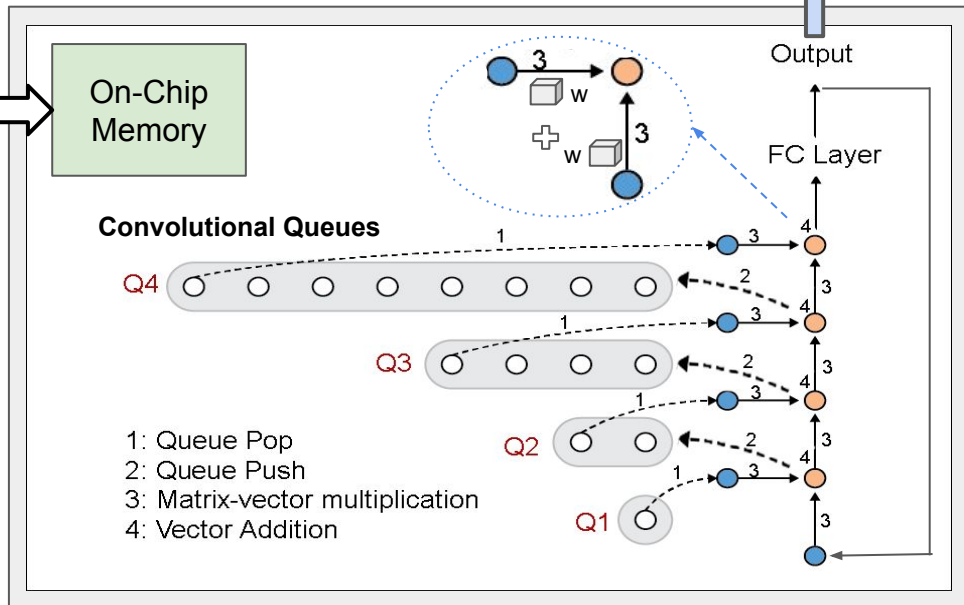 Output
On-Chip
Memory
3
w
w
3
FC Layer
Convolutional Queues
1
3
4
Q4
2
3
1
3
4
Q3
2
3
1
3
4
Q2
2
3
1
3
4
Q1
3
1: Queue Pop
2: Queue Push
3: Matrix-vector multiplication
4: Vector Addition